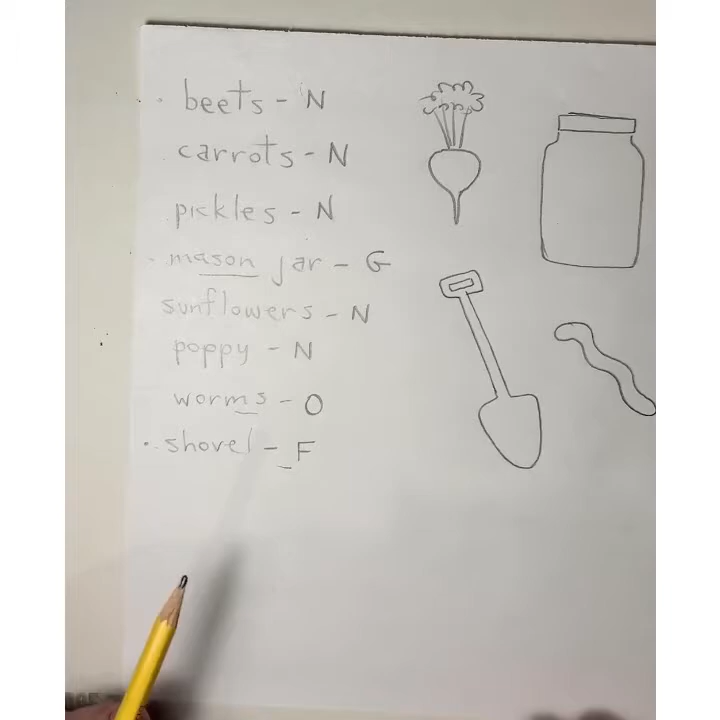 beets - N
carrots - N
pickles - N
mason jar - G
sunflowers - N
poppy - N
worms - O
shovel - F